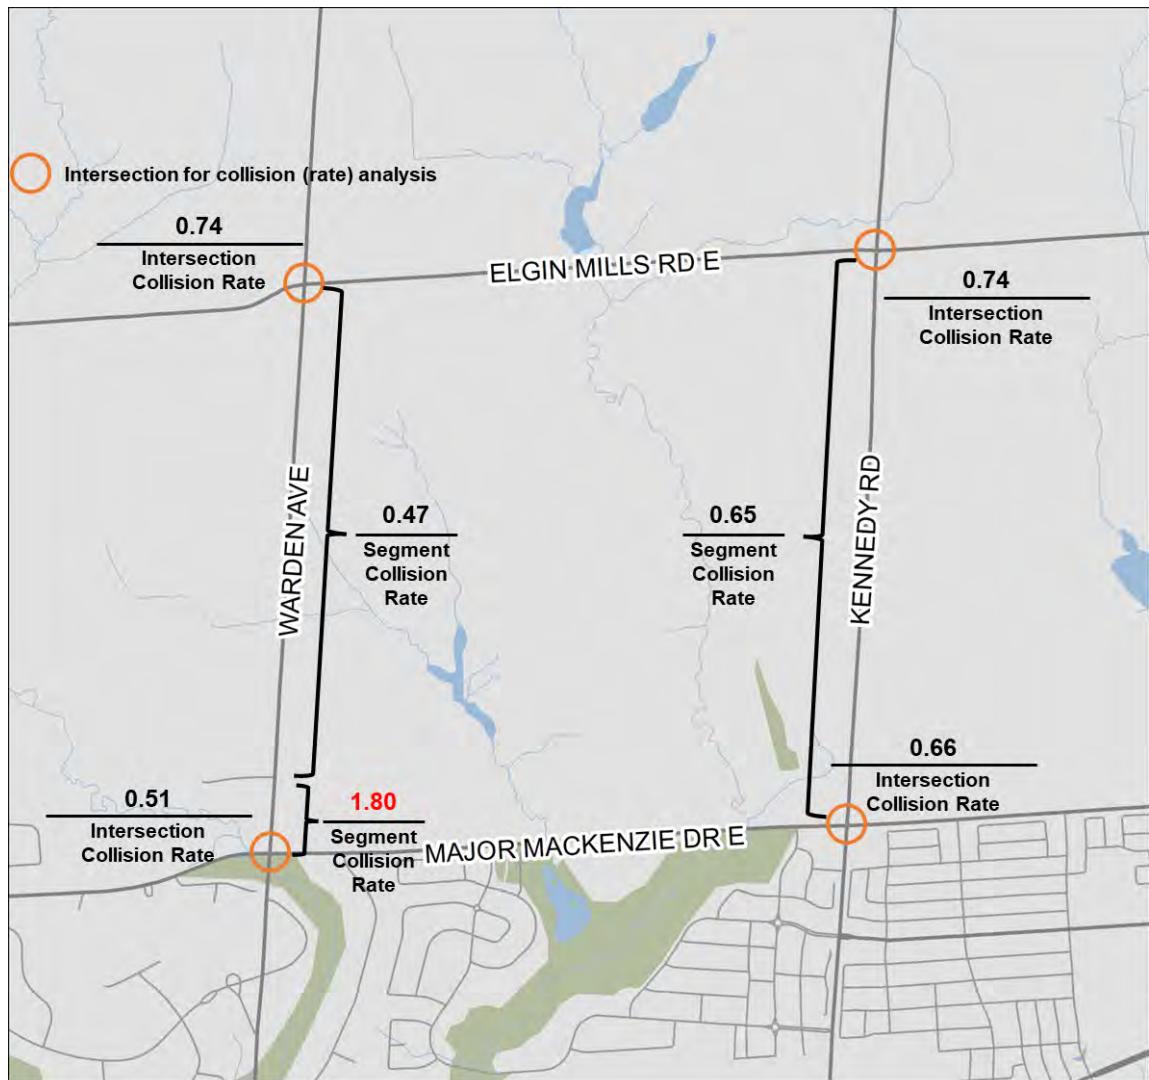 Intersection for collision (rate) analysis
0.74
Intersection
Collision Rate
ELGIN MILLS RD E
0.74
Intersection
Collision Rate
WARDEN AVE
0.47
Segment
Collision
Rate
0.65
Segment
Collision
Rate
KENNEDY RD
0.66
Intersection
Collision Rate
0.51
Intersection
Collision Rate
1.80
Segment
Collision
Rate
MAJOR MACKENZIE DR E